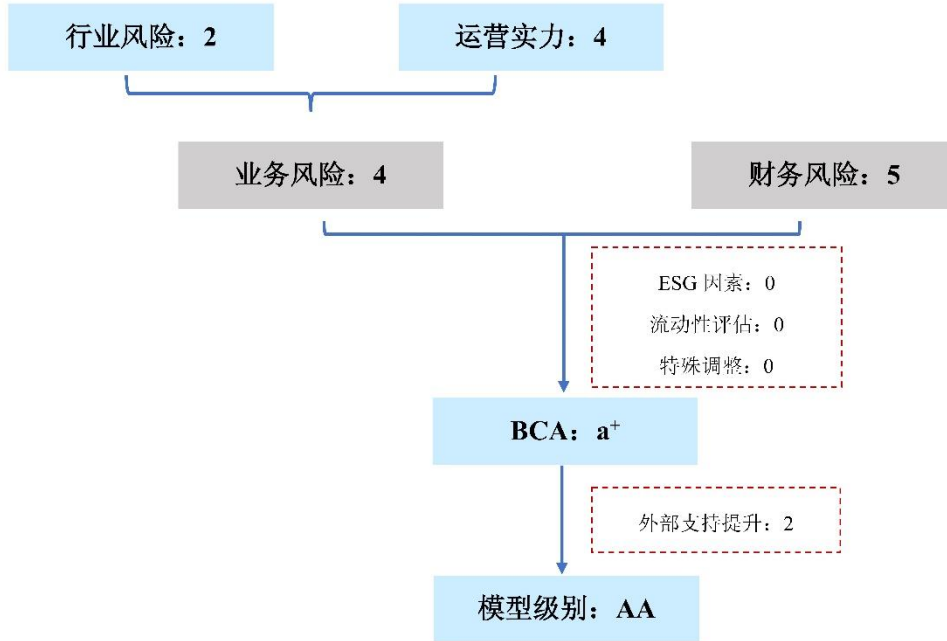 行业风险：2
运营实力：4
业务风险：4
财务风险：5
ESG 因素：0
流动性评估：0
特殊调整：0
BCA：a⁺
外部支持提升：2
模型级别：AA